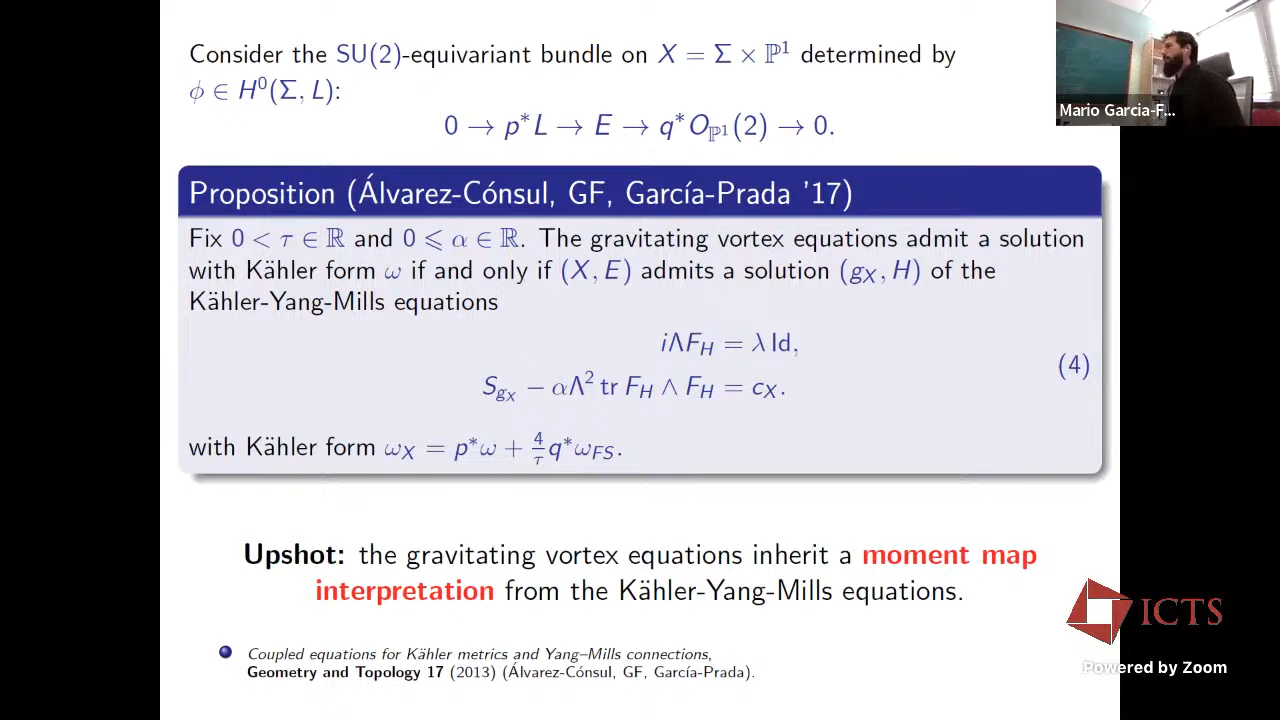 Consider the SU(2)-equivariant bundle on X = Σ × ℙ¹ determined by
ϕ ∈ H⁰(Σ, L):
0 → p*L → E → q*O_ℙ¹(2) → 0.
Proposition (Álvarez-Cónsul, GF, García-Prada '17)
Fix 0 < τ ∈ ℝ and 0 ⩽ α ∈ ℝ. The gravitating vortex equations admit a solution
with Kähler form ω if and only if (X, E) admits a solution (g_X, H) of the
Kähler-Yang-Mills equations
iΛF_H = λ Id,
S_{g_X} − αΛ² tr F_H ∧ F_H = c_X.
(4)
with Kähler form ω_X = p*ω + 4/τ q*ω_FS.
Upshot: the gravitating vortex equations inherit a moment map
interpretation from the Kähler-Yang-Mills equations.
Coupled equations for Kähler metrics and Yang–Mills connections,
Geometry and Topology 17 (2013) (Álvarez-Cónsul, GF, García-Prada).
Mario Garcia-F...
ICTS
Powered by Zoom